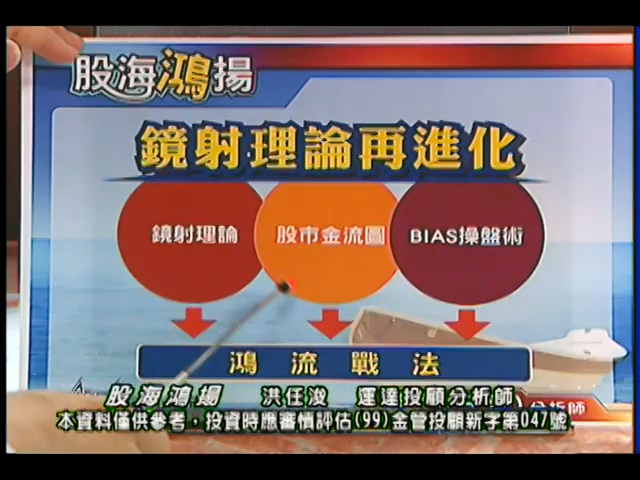 股海鴻揚
鏡射理論再進化
鏡射理論
股市金流圖
BIAS操盤術
鴻流戰法
分析師
股海鴻揚 洪任浚 運達投顧分析師
本資料僅供參考，投資時應審慎評估(99)金管投顧新字第047號